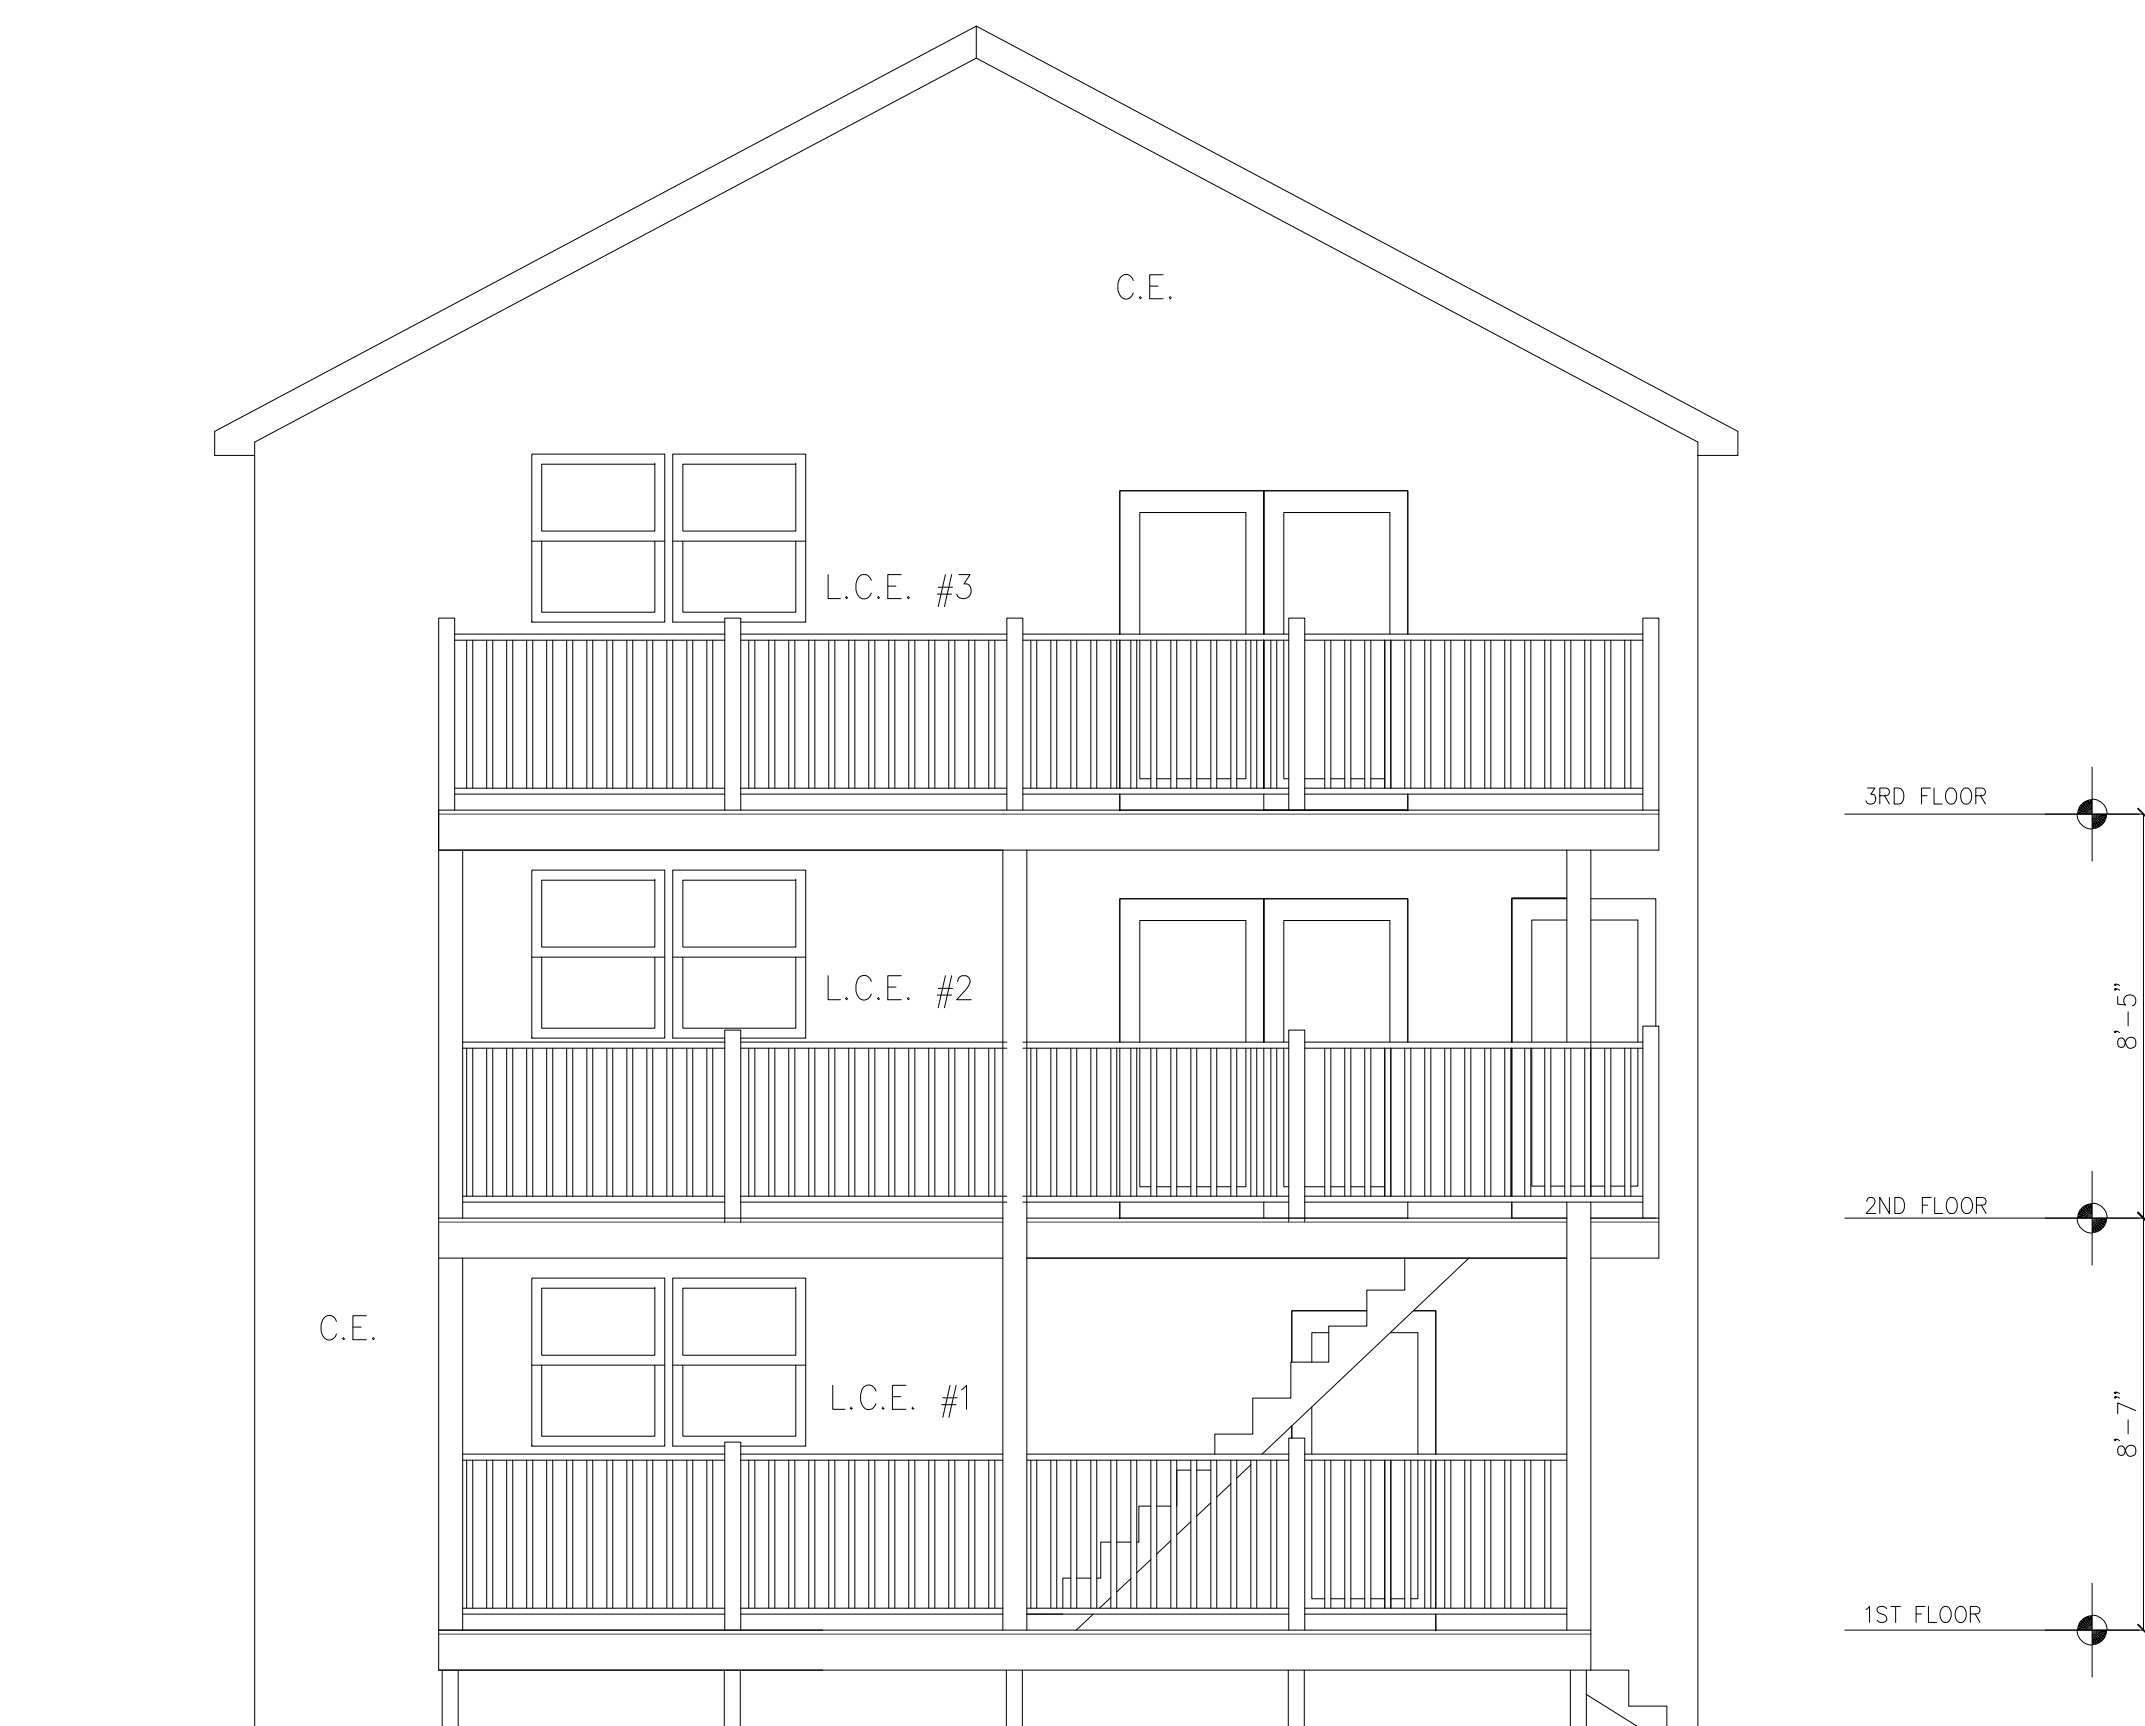 C.E.
L.C.E. #3
3RD FLOOR
L.C.E. #2
8'-5"
2ND FLOOR
C.E.
L.C.E. #1
8'-7"
1ST FLOOR